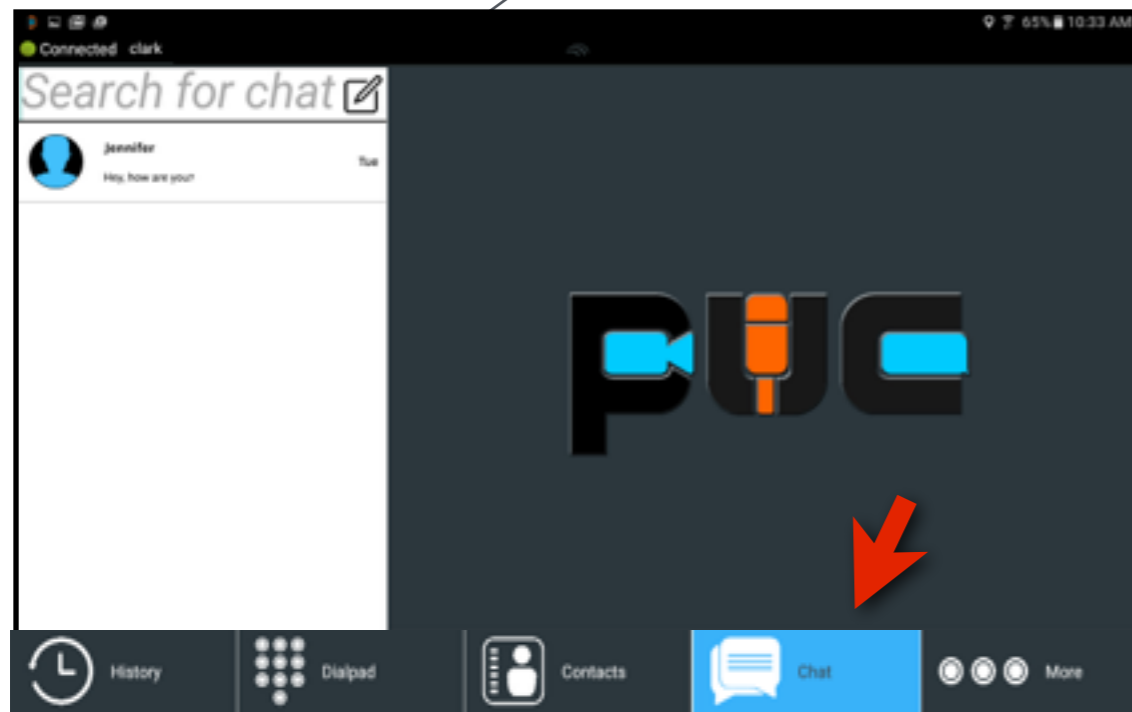 65% 10:33 AM
Connected clark
Search for chat
Jennifer
Tue
Hey, how are you?
puc
History
Dialpad
Contacts
Chat
More